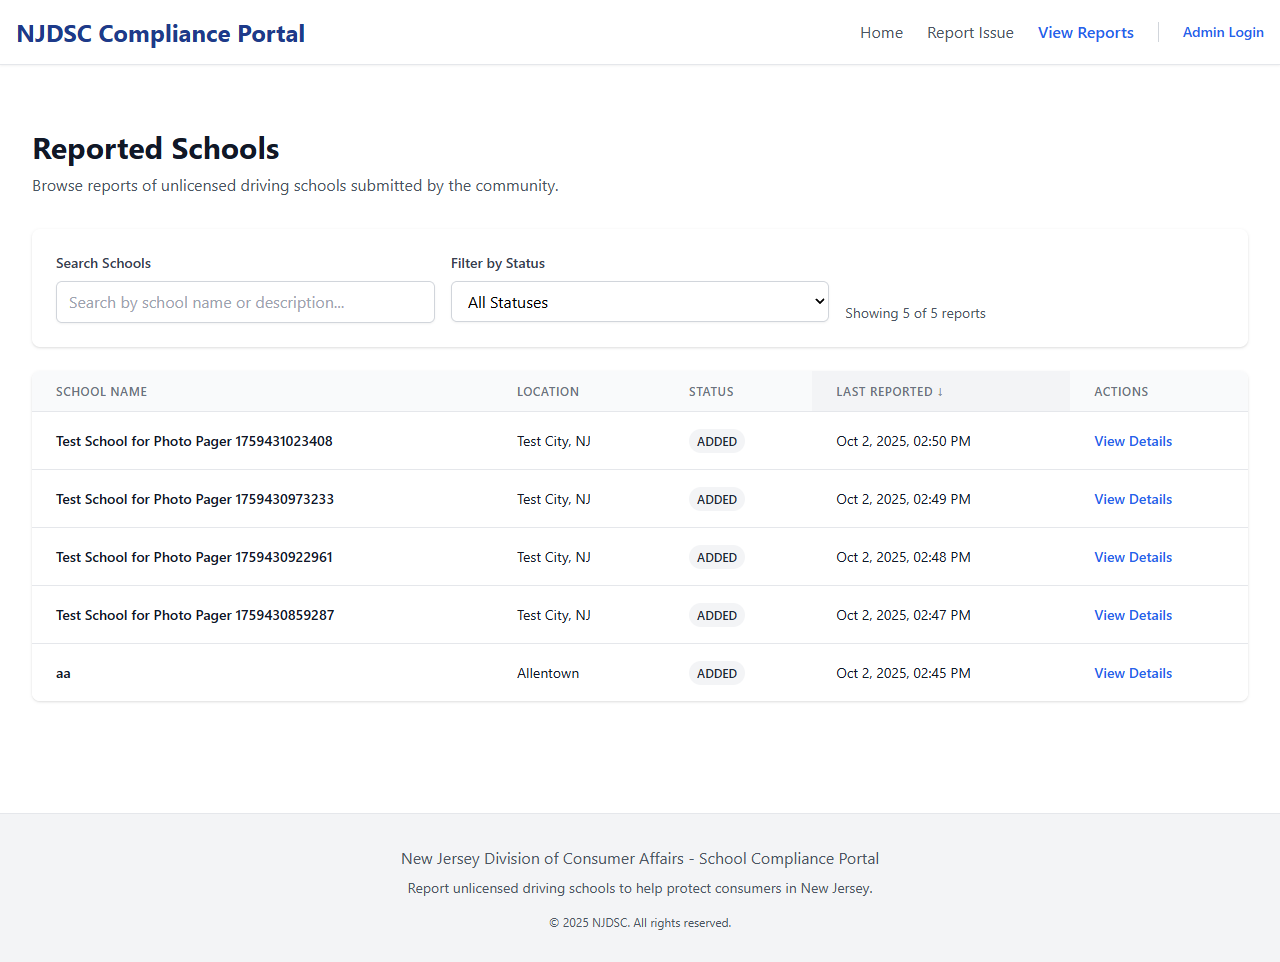 NJDSC Compliance Portal
Home Report Issue View Reports Admin Login
Reported Schools
Browse reports of unlicensed driving schools submitted by the community.
Search Schools Filter by Status
Search by school name or description... All Statuses Showing 5 of 5 reports
SCHOOL NAME LOCATION STATUS LAST REPORTED ↓ ACTIONS
Test School for Photo Pager 1759431023408 Test City, NJ ADDED Oct 2, 2025, 02:50 PM View Details
Test School for Photo Pager 1759430973233 Test City, NJ ADDED Oct 2, 2025, 02:49 PM View Details
Test School for Photo Pager 1759430922961 Test City, NJ ADDED Oct 2, 2025, 02:48 PM View Details
Test School for Photo Pager 1759430859287 Test City, NJ ADDED Oct 2, 2025, 02:47 PM View Details
aa Allentown ADDED Oct 2, 2025, 02:45 PM View Details
New Jersey Division of Consumer Affairs - School Compliance Portal
Report unlicensed driving schools to help protect consumers in New Jersey.
© 2025 NJDSC. All rights reserved.